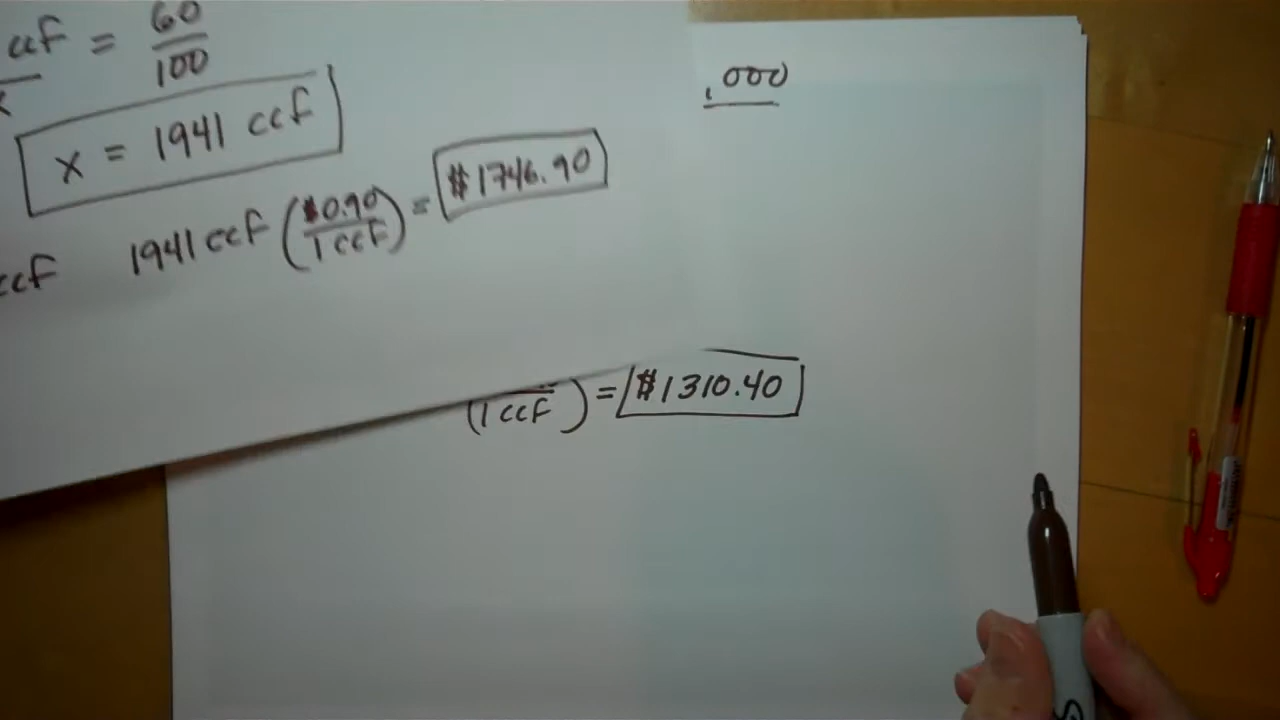 ccf = 60
100
x = 1941 ccf
ccf 1941 ccf ($0.90 / 1 ccf) = $1746.90
,000
(1 ccf) = $1310.40